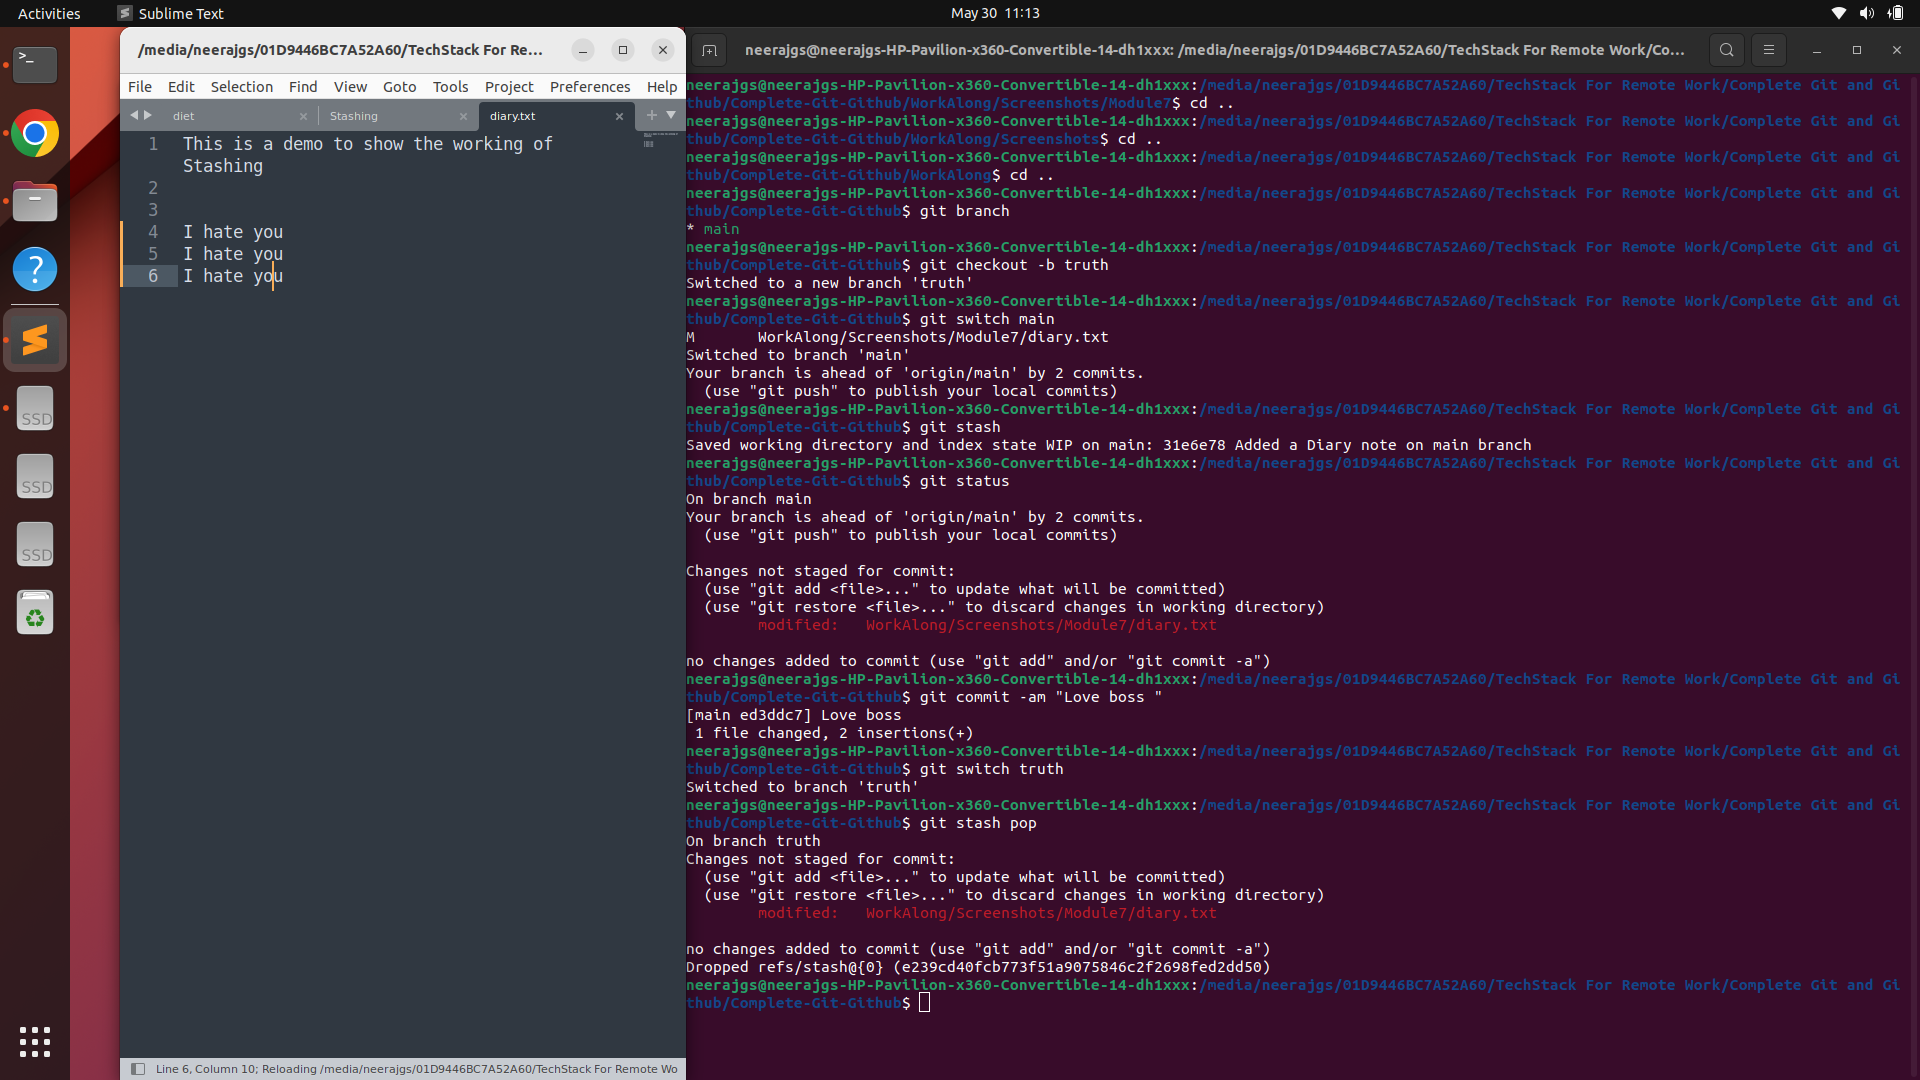 Activities
Sublime Text
May 30 11:13
/media/neerajgs/01D9446BC7A52A60/TechStack For Re...
File Edit Selection Find View Goto Tools Project Preferences Help
diet
Stashing
diary.txt
1 This is a demo to show the working of
Stashing
2
3
4 I hate you
5 I hate you
6 I hate you
Line 6, Column 10; Reloading /media/neerajgs/01D9446BC7A52A60/TechStack For Remote Wo
>_
?
SSD
SSD
SSD
neerajgs@neerajgs-HP-Pavilion-x360-Convertible-14-dh1xxx: /media/neerajgs/01D9446BC7A52A60/TechStack For Remote Work/Co...
neerajgs@neerajgs-HP-Pavilion-x360-Convertible-14-dh1xxx:/media/neerajgs/01D9446BC7A52A60/TechStack For Remote Work/Complete Git and Gi
thub/Complete-Git-Github/WorkAlong/Screenshots/Module7$ cd ..
neerajgs@neerajgs-HP-Pavilion-x360-Convertible-14-dh1xxx:/media/neerajgs/01D9446BC7A52A60/TechStack For Remote Work/Complete Git and Gi
thub/Complete-Git-Github/WorkAlong/Screenshots$ cd ..
neerajgs@neerajgs-HP-Pavilion-x360-Convertible-14-dh1xxx:/media/neerajgs/01D9446BC7A52A60/TechStack For Remote Work/Complete Git and Gi
thub/Complete-Git-Github/WorkAlong$ cd ..
neerajgs@neerajgs-HP-Pavilion-x360-Convertible-14-dh1xxx:/media/neerajgs/01D9446BC7A52A60/TechStack For Remote Work/Complete Git and Gi
thub/Complete-Git-Github$ git branch
* main
neerajgs@neerajgs-HP-Pavilion-x360-Convertible-14-dh1xxx:/media/neerajgs/01D9446BC7A52A60/TechStack For Remote Work/Complete Git and Gi
thub/Complete-Git-Github$ git checkout -b truth
Switched to a new branch 'truth'
neerajgs@neerajgs-HP-Pavilion-x360-Convertible-14-dh1xxx:/media/neerajgs/01D9446BC7A52A60/TechStack For Remote Work/Complete Git and Gi
thub/Complete-Git-Github$ git switch main
M       WorkAlong/Screenshots/Module7/diary.txt
Switched to branch 'main'
Your branch is ahead of 'origin/main' by 2 commits.
  (use "git push" to publish your local commits)
neerajgs@neerajgs-HP-Pavilion-x360-Convertible-14-dh1xxx:/media/neerajgs/01D9446BC7A52A60/TechStack For Remote Work/Complete Git and Gi
thub/Complete-Git-Github$ git stash
Saved working directory and index state WIP on main: 31e6e78 Added a Diary note on main branch
neerajgs@neerajgs-HP-Pavilion-x360-Convertible-14-dh1xxx:/media/neerajgs/01D9446BC7A52A60/TechStack For Remote Work/Complete Git and Gi
thub/Complete-Git-Github$ git status
On branch main
Your branch is ahead of 'origin/main' by 2 commits.
  (use "git push" to publish your local commits)
Changes not staged for commit:
  (use "git add <file>..." to update what will be committed)
  (use "git restore <file>..." to discard changes in working directory)
        modified:   WorkAlong/Screenshots/Module7/diary.txt
no changes added to commit (use "git add" and/or "git commit -a")
neerajgs@neerajgs-HP-Pavilion-x360-Convertible-14-dh1xxx:/media/neerajgs/01D9446BC7A52A60/TechStack For Remote Work/Complete Git and Gi
thub/Complete-Git-Github$ git commit -am "Love boss "
[main ed3ddc7] Love boss
 1 file changed, 2 insertions(+)
neerajgs@neerajgs-HP-Pavilion-x360-Convertible-14-dh1xxx:/media/neerajgs/01D9446BC7A52A60/TechStack For Remote Work/Complete Git and Gi
thub/Complete-Git-Github$ git switch truth
Switched to branch 'truth'
neerajgs@neerajgs-HP-Pavilion-x360-Convertible-14-dh1xxx:/media/neerajgs/01D9446BC7A52A60/TechStack For Remote Work/Complete Git and Gi
thub/Complete-Git-Github$ git stash pop
On branch truth
Changes not staged for commit:
  (use "git add <file>..." to update what will be committed)
  (use "git restore <file>..." to discard changes in working directory)
        modified:   WorkAlong/Screenshots/Module7/diary.txt
no changes added to commit (use "git add" and/or "git commit -a")
Dropped refs/stash@{0} (e239cd40fcb773f51a9075846c2f2698fed2dd50)
neerajgs@neerajgs-HP-Pavilion-x360-Convertible-14-dh1xxx:/media/neerajgs/01D9446BC7A52A60/TechStack For Remote Work/Complete Git and Gi
thub/Complete-Git-Github$